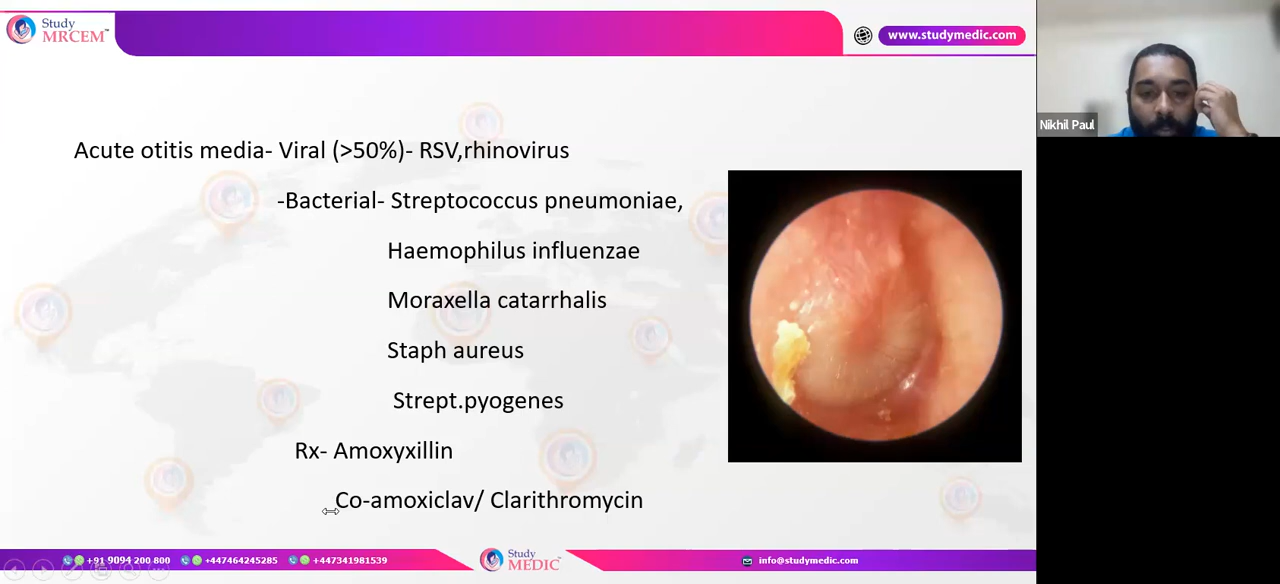 Study
MRCEM™
www.studymedic.com
Nikhil Paul
Acute otitis media- Viral (>50%)- RSV,rhinovirus
-Bacterial- Streptococcus pneumoniae,
Haemophilus influenzae
Moraxella catarrhalis
Staph aureus
Strept.pyogenes
Rx- Amoxyxillin
Co-amoxiclav/ Clarithromycin
+91 9094 200 800
+447464245285
+447341981539
Study
MEDIC™
info@studymedic.com